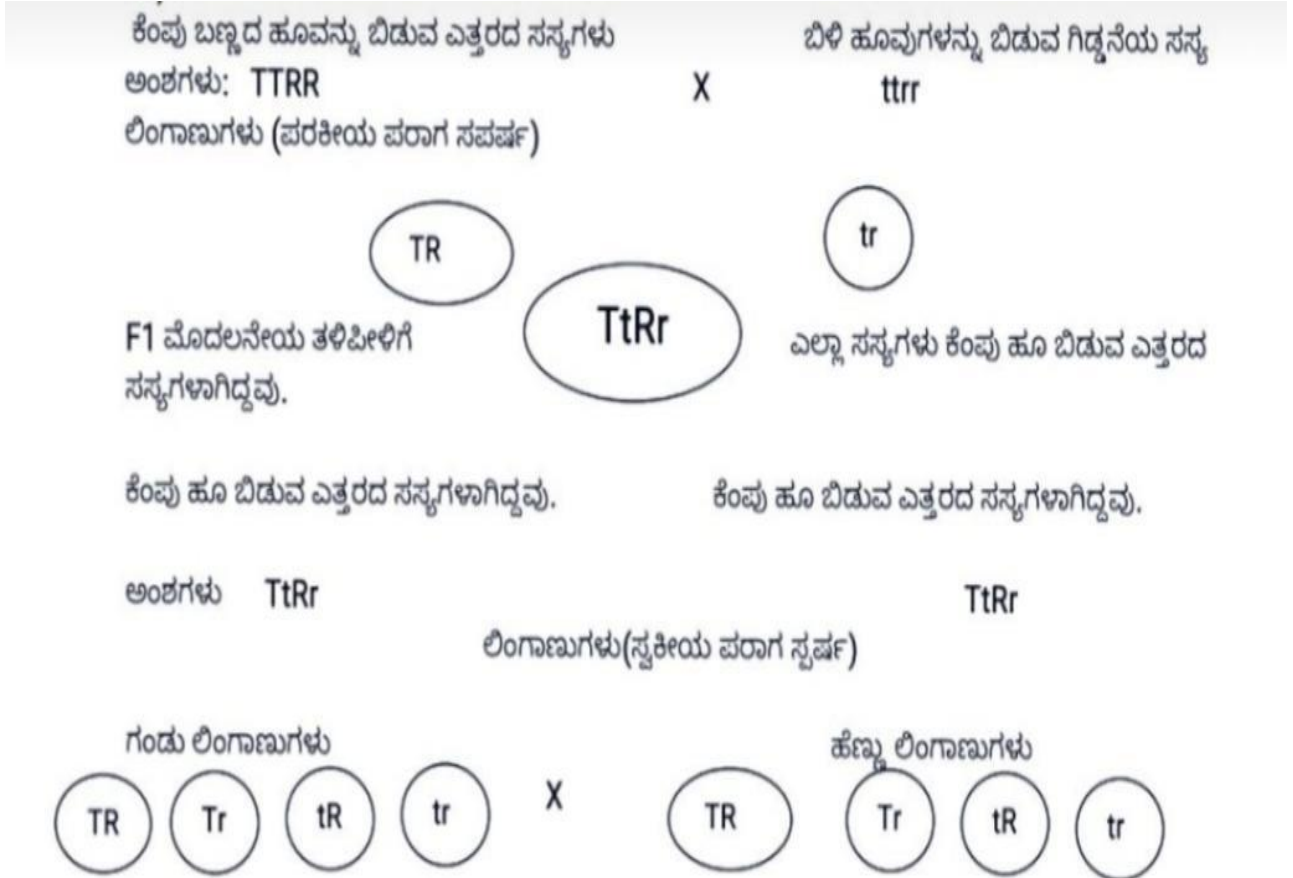 ಕೆಂಪು ಬಣ್ಣದ ಹೂವನ್ನು ಬಿಡುವ ಎತ್ತರದ ಸಸ್ಯಗಳು ಬಿಳಿ ಹೂವುಗಳನ್ನು ಬಿಡುವ ಗಿಡ್ಡನೆಯ ಸಸ್ಯ
ಅಂಶಗಳು: TTRR X ttrr
ಲಿಂಗಾಣುಗಳು (ಪರಕೀಯ ಪರಾಗ ಸಪರ್ಷ)
TR tr
TtRr
F1 ಮೊದಲನೇಯ ತಳಿಪೀಳಿಗೆ ಎಲ್ಲಾ ಸಸ್ಯಗಳು ಕೆಂಪು ಹೂ ಬಿಡುವ ಎತ್ತರದ
ಸಸ್ಯಗಳಾಗಿದ್ದವು.
ಕೆಂಪು ಹೂ ಬಿಡುವ ಎತ್ತರದ ಸಸ್ಯಗಳಾಗಿದ್ದವು. ಕೆಂಪು ಹೂ ಬಿಡುವ ಎತ್ತರದ ಸಸ್ಯಗಳಾಗಿದ್ದವು.
ಅಂಶಗಳು TtRr TtRr
ಲಿಂಗಾಣುಗಳು(ಸ್ವಕೀಯ ಪರಾಗ ಸ್ಪರ್ಷ)
ಗಂಡು ಲಿಂಗಾಣುಗಳು ಹೆಣ್ಣು ಲಿಂಗಾಣುಗಳು
TR Tr tR tr X TR Tr tR tr